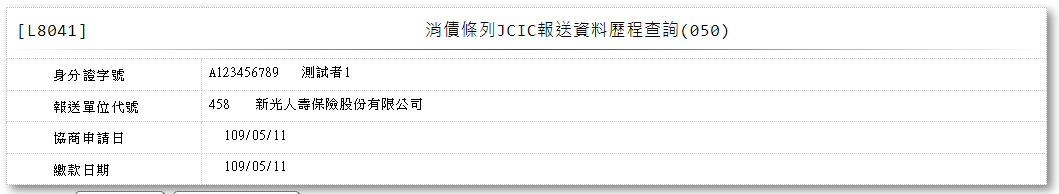 [L8041] 消債條列JCIC報送資料歷程查詢(050)
身分證字號 A123456789 測試者1
報送單位代號 458 新光人壽保險股份有限公司
協商申請日 109/05/11
繳款日期 109/05/11